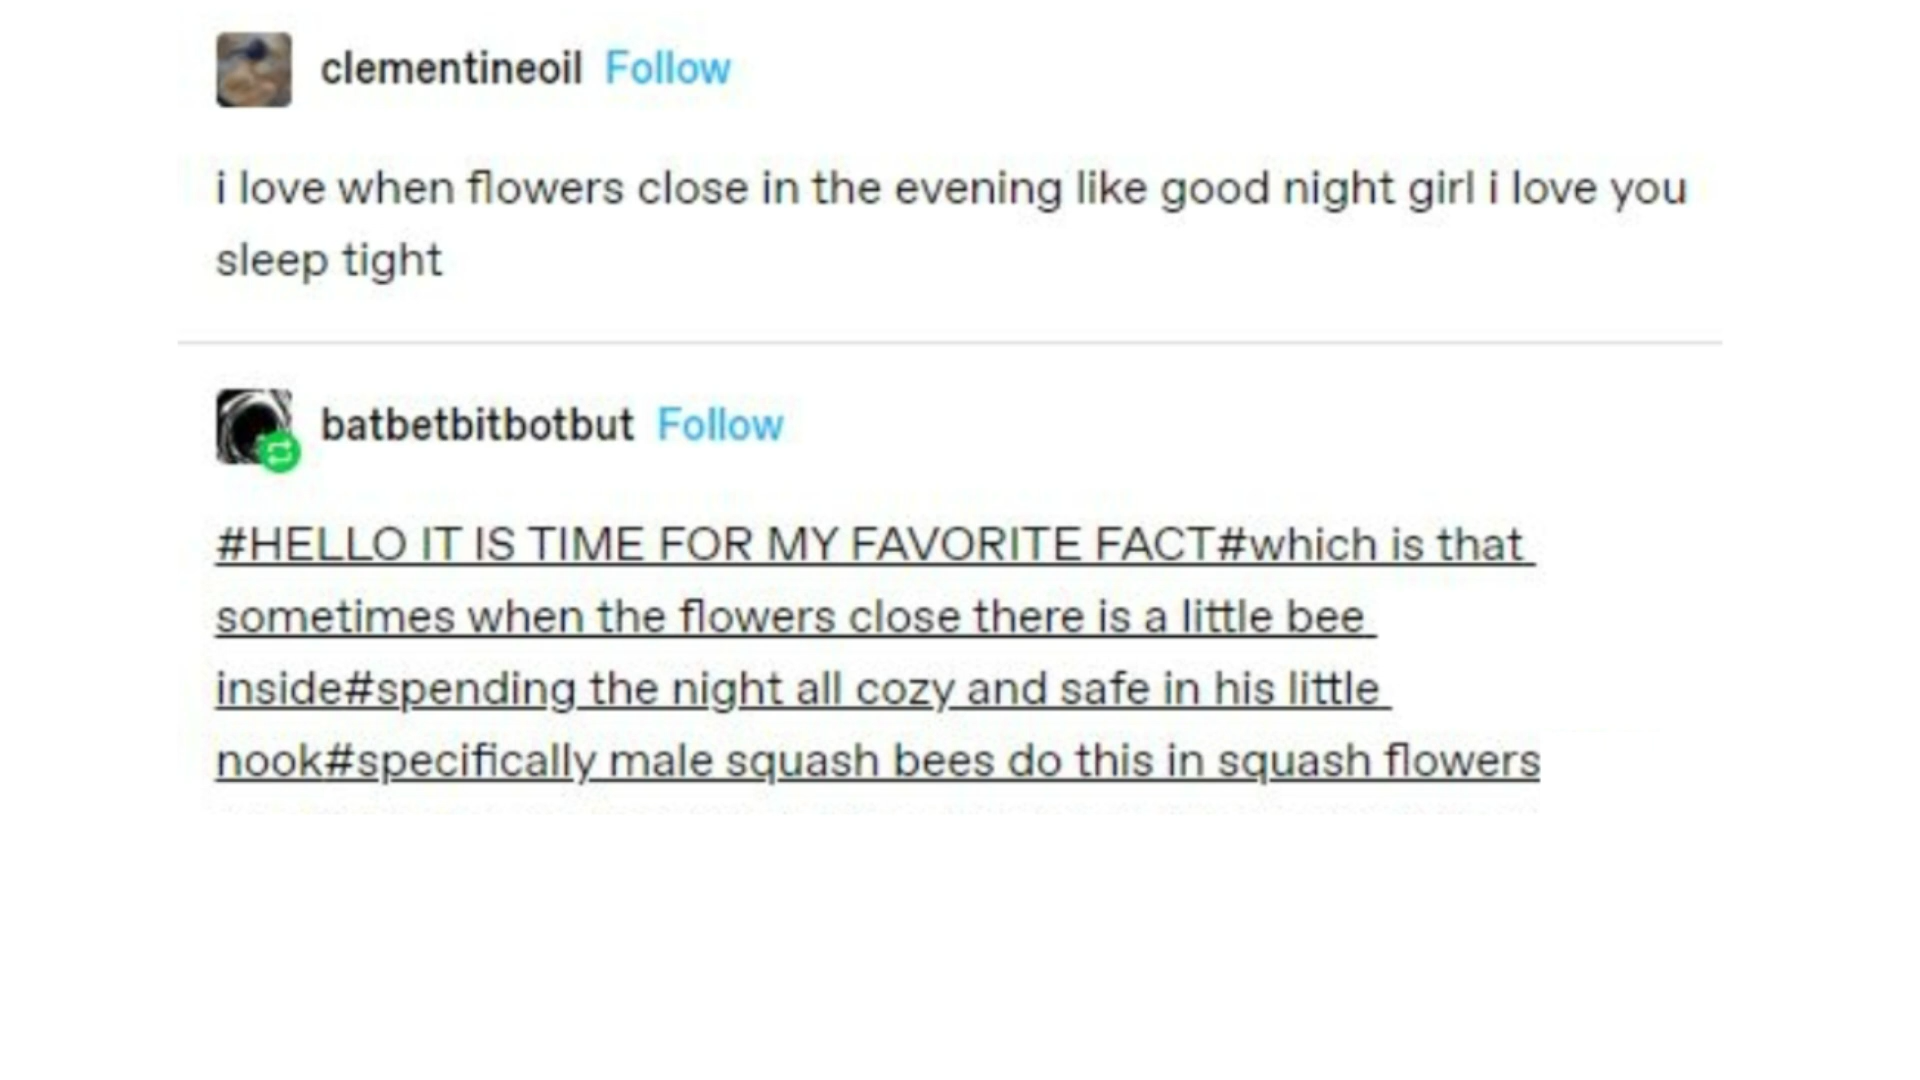 clementineoil Follow
i love when flowers close in the evening like good night girl i love you
sleep tight
batbetbitbotbut Follow
#HELLO IT IS TIME FOR MY FAVORITE FACT#which is that
sometimes when the flowers close there is a little bee
inside#spending the night all cozy and safe in his little
nook#specifically male squash bees do this in squash flowers